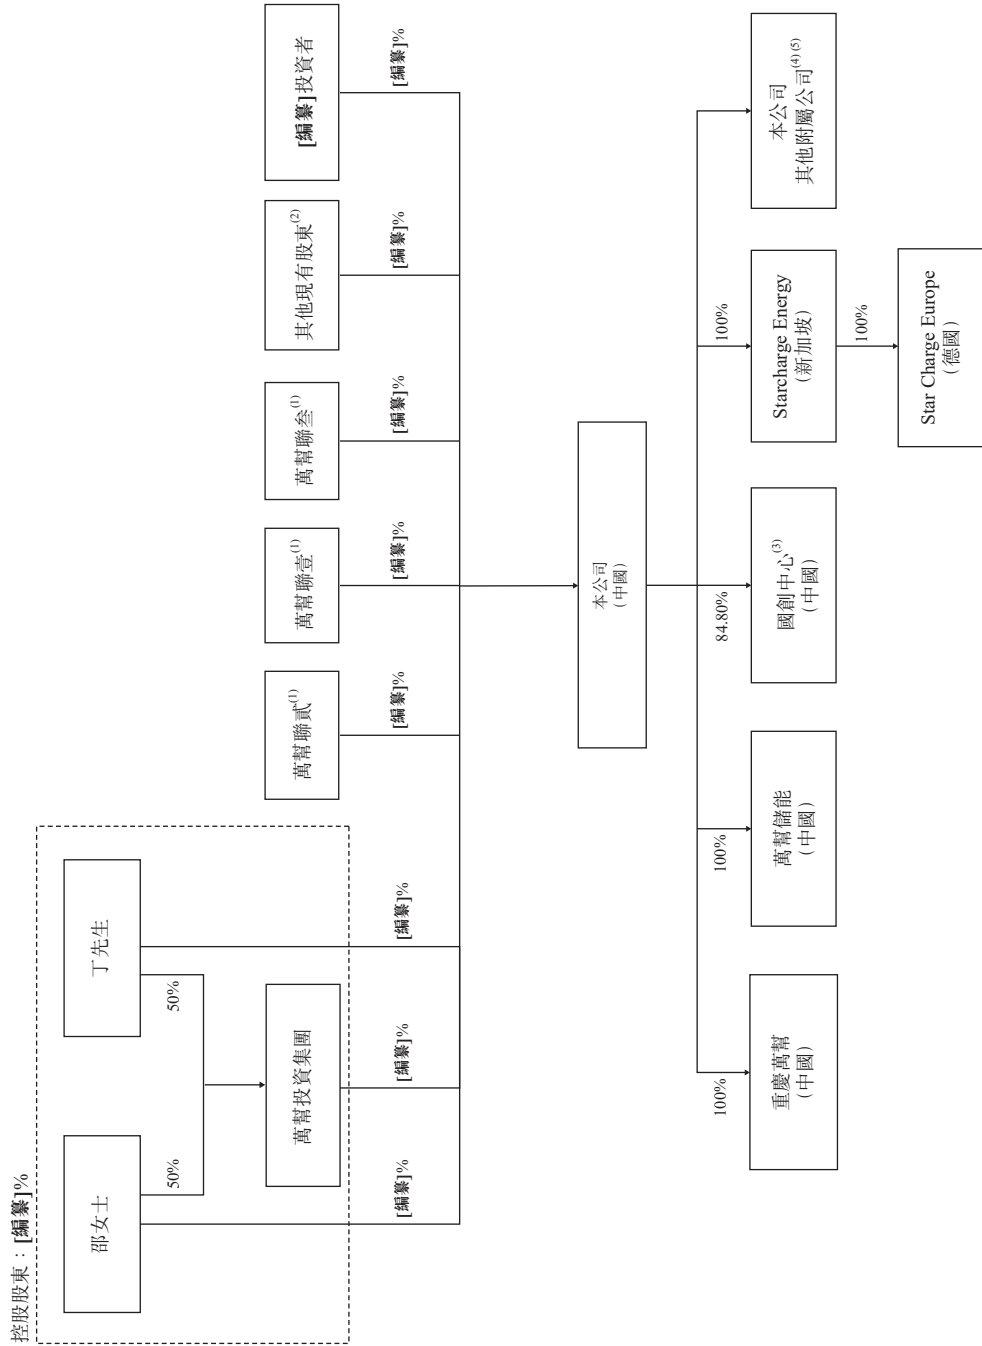 控股股東：[編纂]%
邵女士
丁先生
50%
50%
萬幫投資集團
萬幫聯貳(1)
萬幫聯壹(1)
萬幫聯叁(1)
其他現有股東(2)
[編纂]投資者
[編纂]%
[編纂]%
[編纂]%
[編纂]%
[編纂]%
[編纂]%
[編纂]%
[編纂]%
本公司
（中國）
100%
100%
84.80%
100%
重慶萬幫
（中國）
萬幫儲能
（中國）
國創中心(3)
（中國）
Starcharge Energy
（新加坡）
本公司
其他附屬公司(4) (5)
100%
Star Charge Europe
（德國）